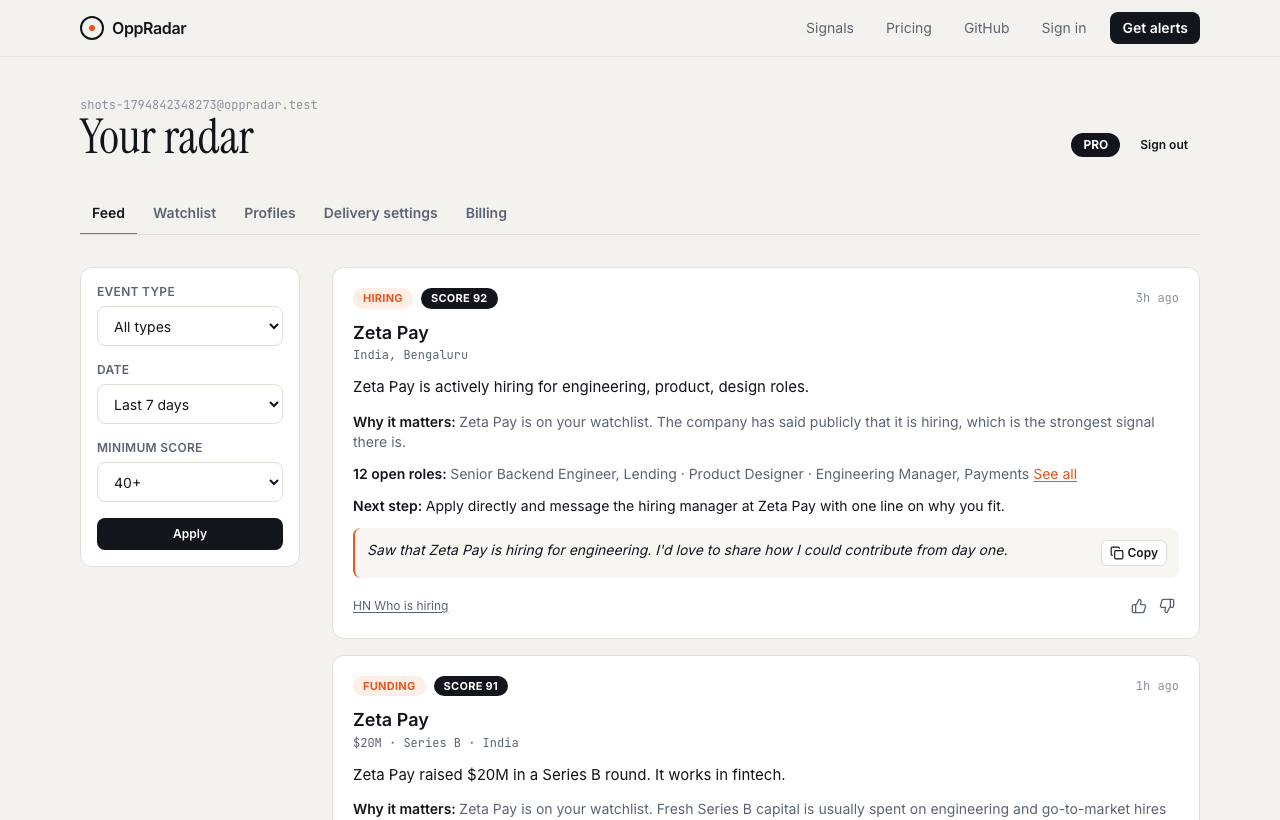 OppRadar
Signals
Pricing
GitHub
Sign in
Get alerts
shots-1794842348273@oppradar.test
Your radar
PRO
Sign out
Feed
Watchlist
Profiles
Delivery settings
Billing
EVENT TYPE
All types
DATE
Last 7 days
MINIMUM SCORE
40+
Apply
HIRING
SCORE 92
3h ago
Zeta Pay
India, Bengaluru
Zeta Pay is actively hiring for engineering, product, design roles.
Why it matters: Zeta Pay is on your watchlist. The company has said publicly that it is hiring, which is the strongest signal
there is.
12 open roles: Senior Backend Engineer, Lending · Product Designer · Engineering Manager, Payments See all
Next step: Apply directly and message the hiring manager at Zeta Pay with one line on why you fit.
Saw that Zeta Pay is hiring for engineering. I'd love to share how I could contribute from day one.
Copy
HN Who is hiring
FUNDING
SCORE 91
1h ago
Zeta Pay
$20M · Series B · India
Zeta Pay raised $20M in a Series B round. It works in fintech.
Why it matters: Zeta Pay is on your watchlist. Fresh Series B capital is usually spent on engineering and go-to-market hires